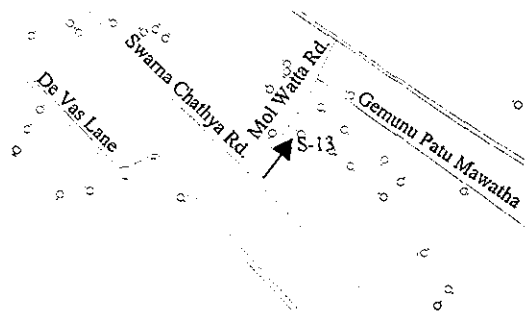 De Vas Lane
Swarna Chathya Rd.
Mol Watta Rd.
S-13
Gemunu Patu Mawatha